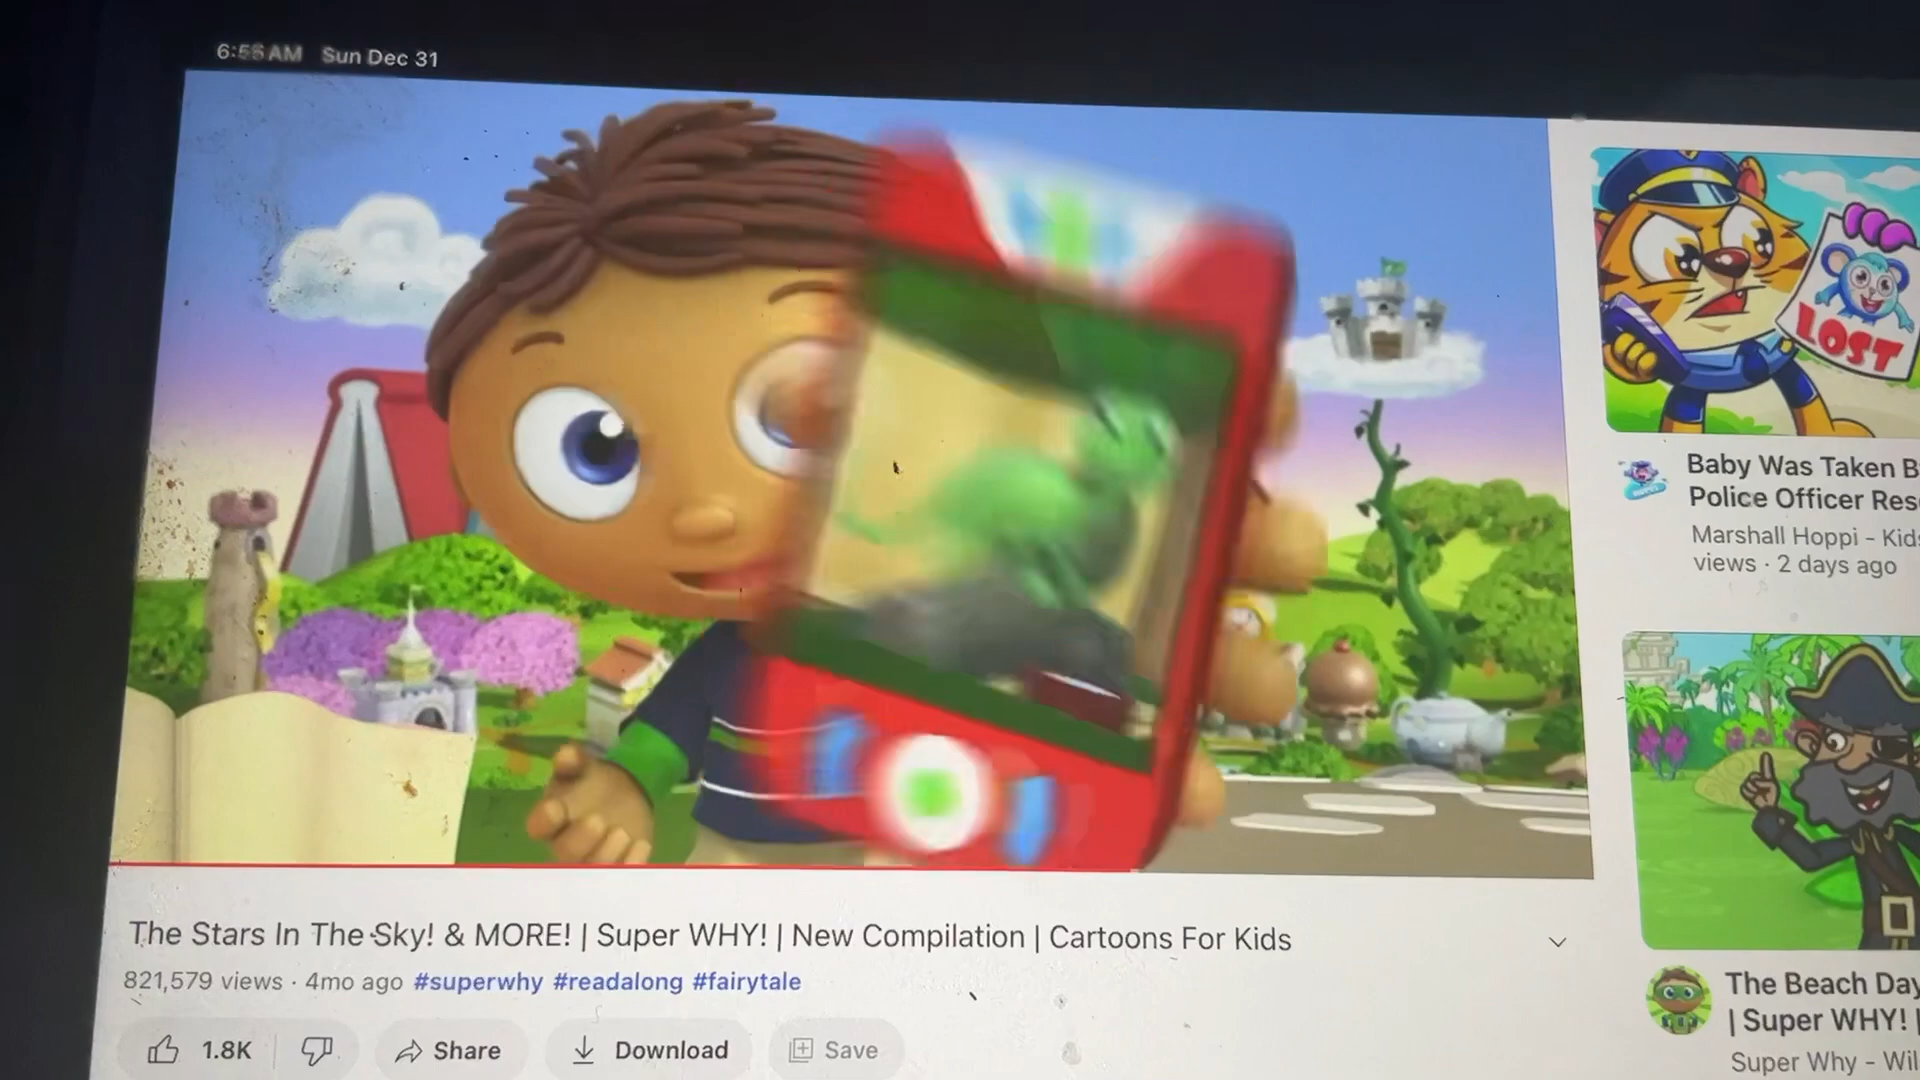 6:55 AM Sun Dec 31
LOST
Baby Was Taken B
Police Officer Res
Marshall Hoppi - Kids
views · 2 days ago
The Stars In The Sky! & MORE! | Super WHY! | New Compilation | Cartoons For Kids
821,579 views · 4mo ago #superwhy #readalong #fairytale
1.8K Share Download Save
The Beach Day
| Super WHY! |
Super Why - Wil